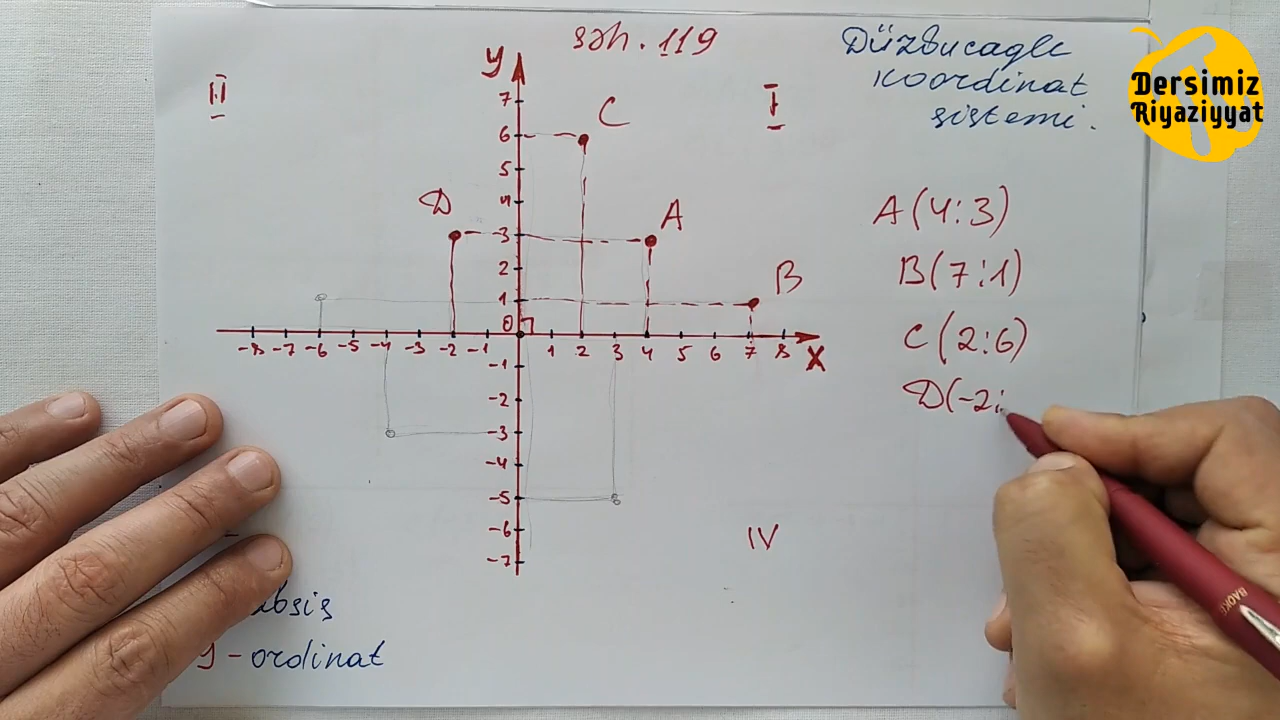 səh. 119
Düzbucaqlı
koordinat
sistemi.
Dersimiz
Riyaziyyat
II
I
y
7
6
5
4
3
2
1
0
C
D
A
B
-8 -7 -6 -5 -4 -3 -2 -1 1 2 3 4 5 6 7 8
X
-1
-2
-3
-4
-5
-6
-7
A(4;3)
B(7;1)
C(2;6)
D(-2;
IV
absis
y - ordinat
BAOKE